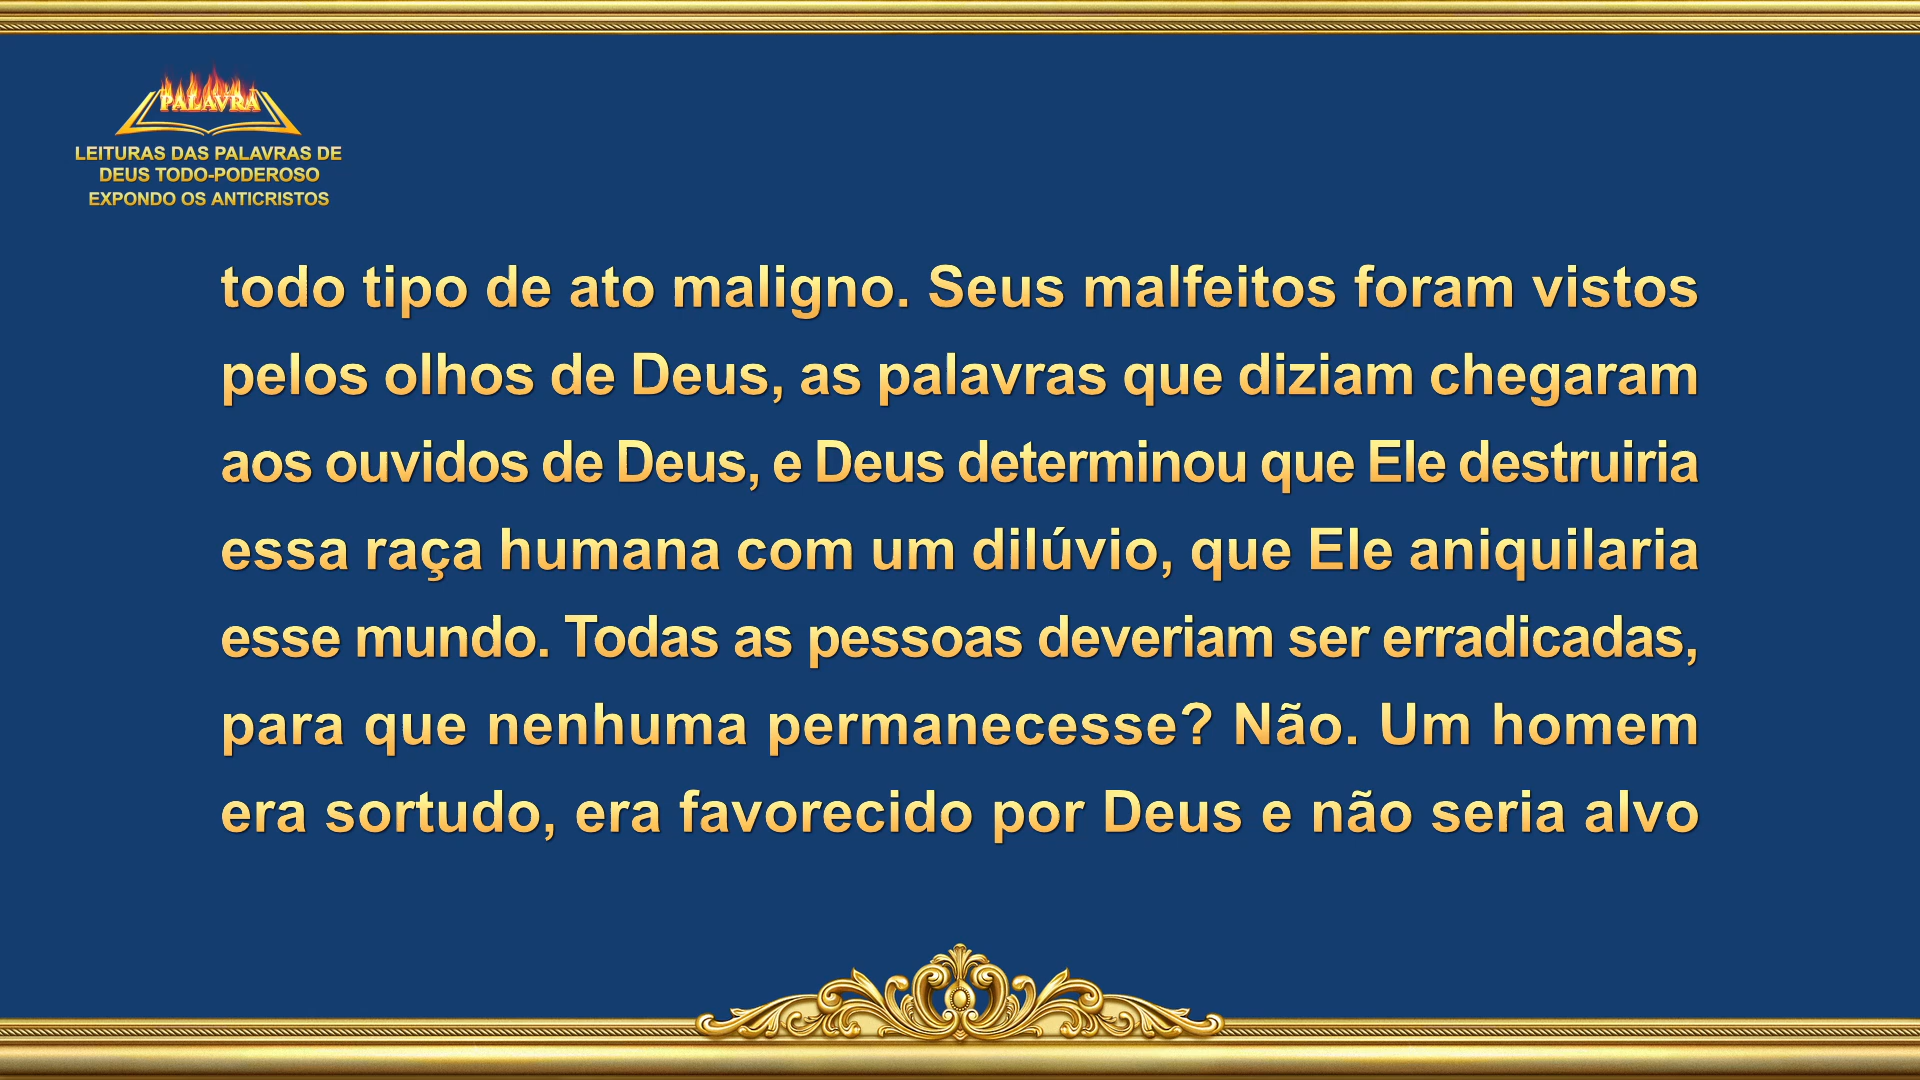 PALAVRA
LEITURAS DAS PALAVRAS DE
DEUS TODO-PODEROSO
EXPONDO OS ANTICRISTOS
todo tipo de ato maligno. Seus malfeitos foram vistos
pelos olhos de Deus, as palavras que diziam chegaram
aos ouvidos de Deus, e Deus determinou que Ele destruiria
essa raça humana com um dilúvio, que Ele aniquilaria
esse mundo. Todas as pessoas deveriam ser erradicadas,
para que nenhuma permanecesse? Não. Um homem
era sortudo, era favorecido por Deus e não seria alvo